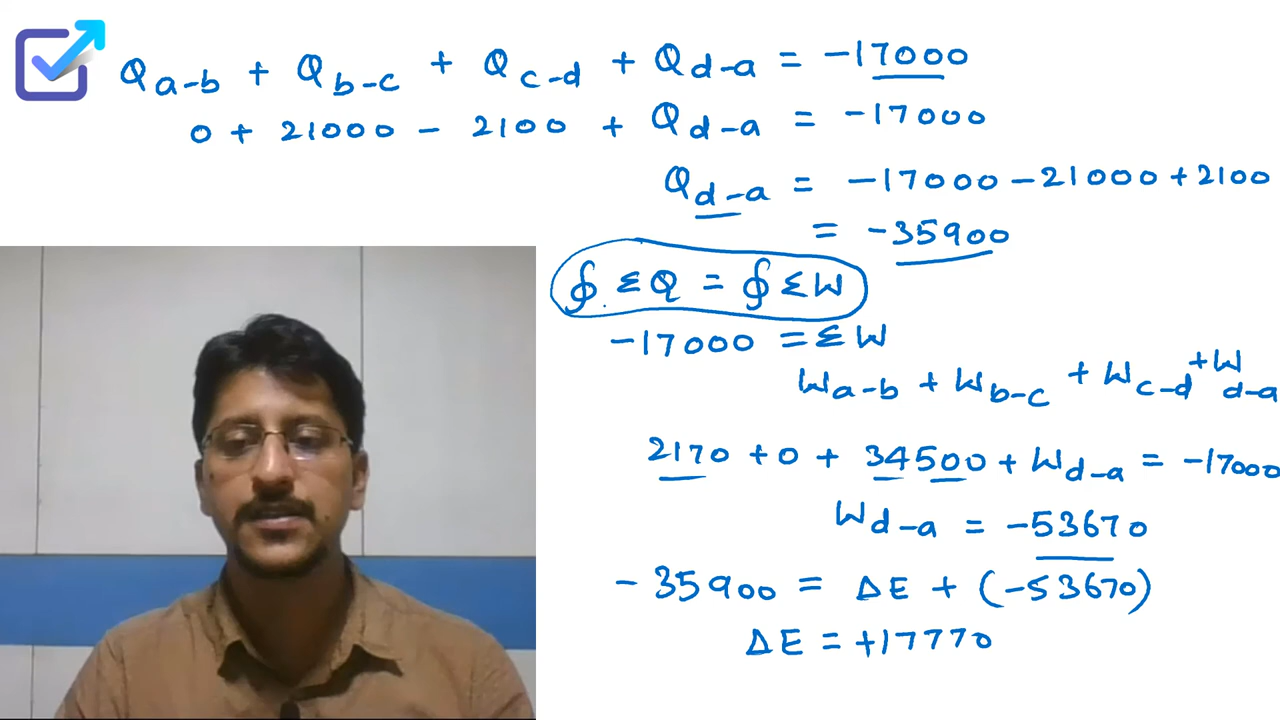 Qa-b + Qb-c + Qc-d + Qd-a = -17000
0 + 21000 - 2100 + Qd-a = -17000
Qd-a = -17000 - 21000 + 2100
= -35900
∮ΣQ = ∮ΣW
-17000 = ΣW
Wa-b + Wb-c + Wc-d + Wd-a
2170 + 0 + 34500 + Wd-a = -17000
Wd-a = -53670
-35900 = ΔE + (-53670)
ΔE = +17770